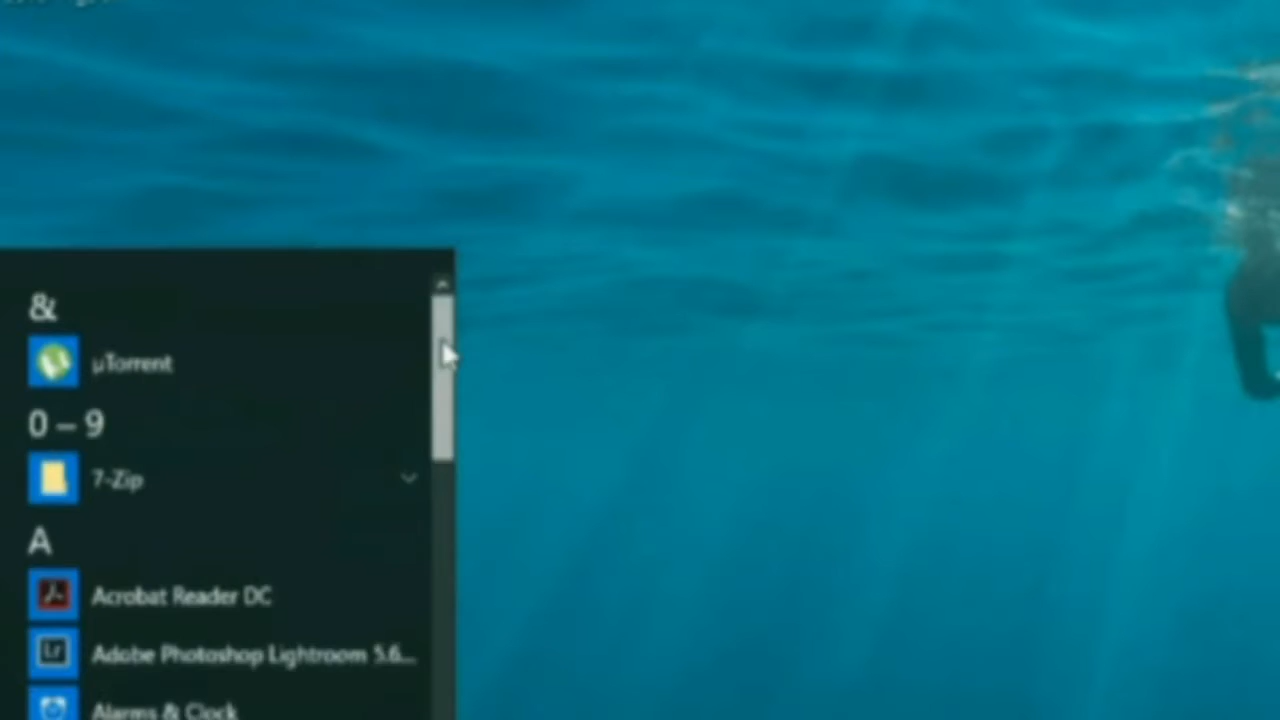 &
µTorrent
0 – 9
7-Zip
A
Acrobat Reader DC
Adobe Photoshop Lightroom 5.6...
Alarms & Clock